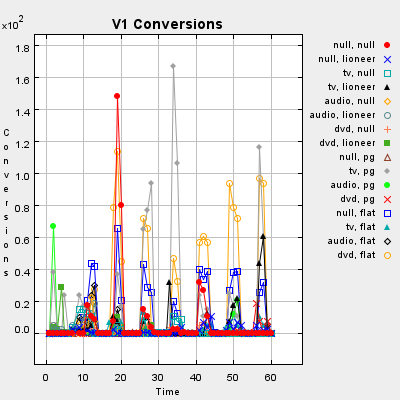 x10^2
V1 Conversions
1.8
1.6
1.4
1.2
1.0
0.8
0.6
0.4
0.2
0.0
Conversions
0
10
20
30
40
50
60
Time
null, null
null, lioneer
tv, null
tv, lioneer
audio, null
audio, lioneer
dvd, null
dvd, lioneer
null, pg
tv, pg
audio, pg
dvd, pg
null, flat
tv, flat
audio, flat
dvd, flat